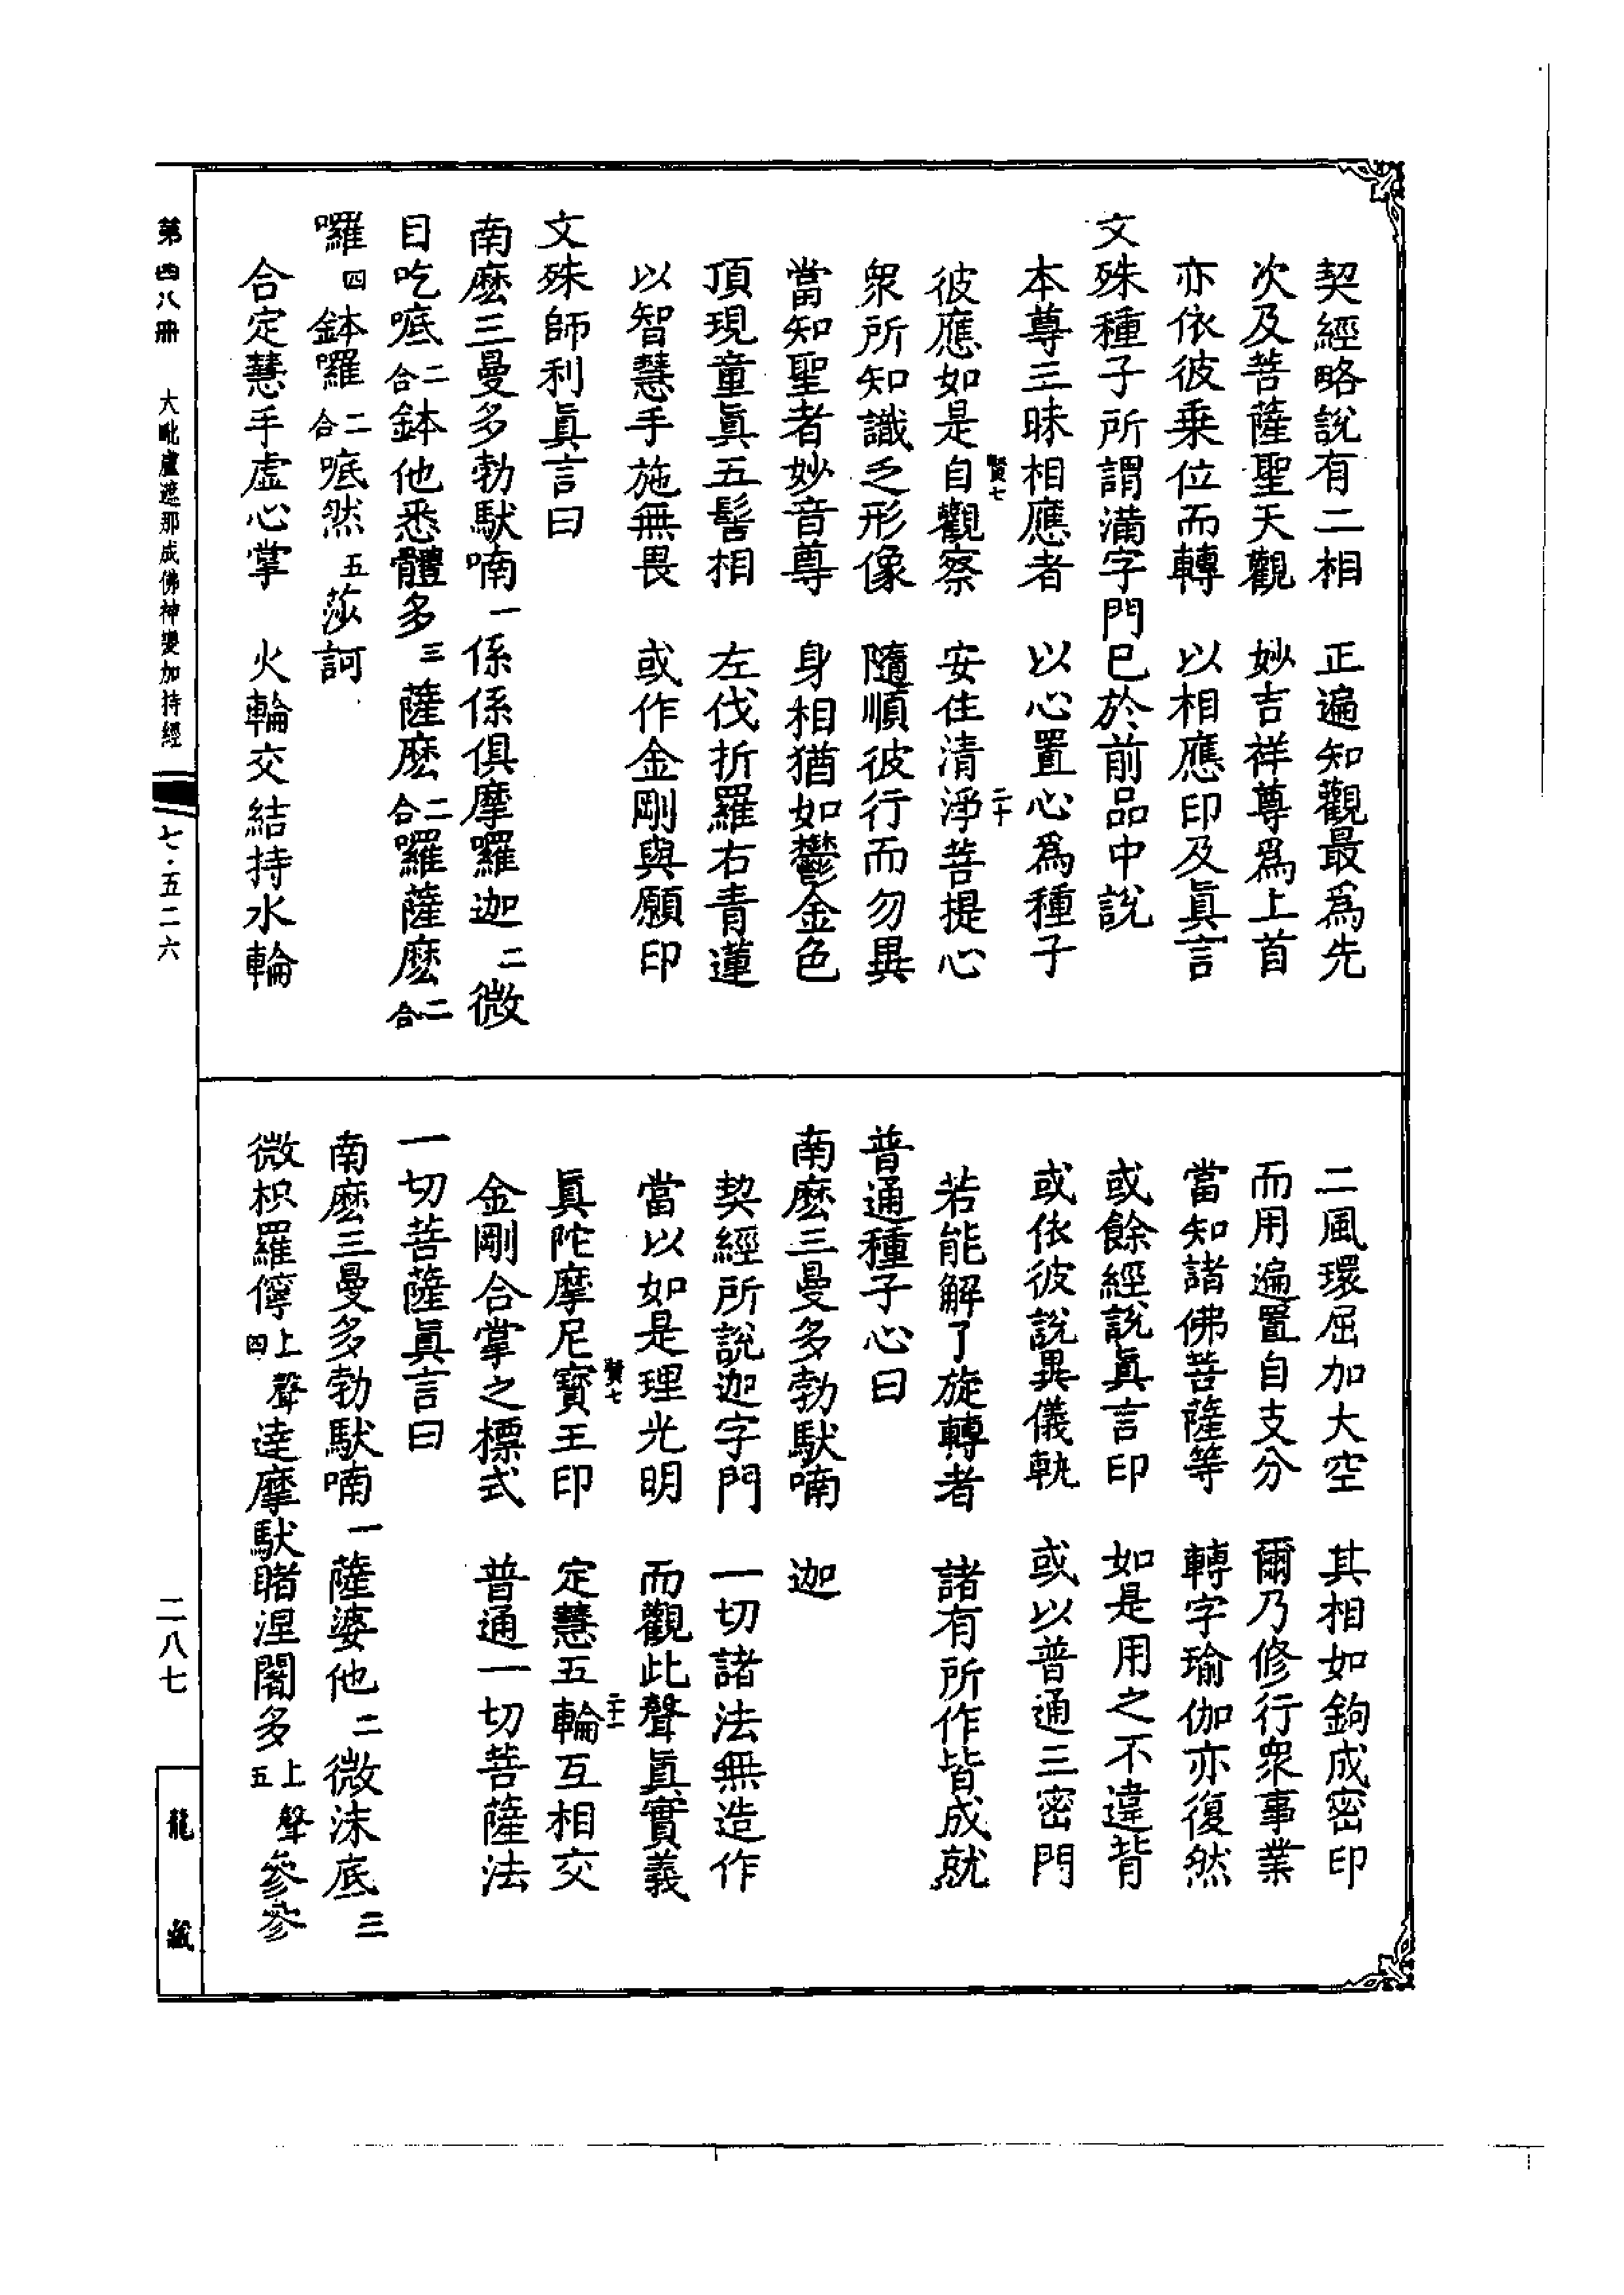 契經略說有二相　正遍知觀最爲先
次及菩薩聖天觀　妙吉祥尊爲上首
亦依彼乗位而轉　以相應印及眞言
文殊種子所謂滿字門已於前品中說
本尊三昧相應者　以心置心爲種子
賢七　二十
彼應如是自觀察　安住清淨菩提心
衆所知識之形像　隨順彼行而勿異
當知聖者妙音尊　身相猶如鬱金色
頂現童眞五髻相　左伐折羅右青蓮
以智慧手施無畏　或作金剛與願印
文殊師利眞言曰
南麽三曼多勃馱喃一係係俱摩囉迦二微
目吃底二合鉢他悉體多三薩麽二合囉薩麽二合
囉四鉢囉二合底然五莎訶
合定慧手虚心掌　火輪交結持水輪
二風環屈加大空　其相如鉤成密印
而用遍置自支分　爾乃修行衆事業
當知諸佛菩薩等　轉字瑜伽亦復然
或餘經說眞言印　如是用之不違背
或依彼說異儀軌　或以普通三密門
若能解了旋轉者　諸有所作皆成就
普通種子心曰
南麽三曼多勃馱喃　迦
契經所說迦字門　一切諸法無造作
當以如是理光明　而觀此聲眞實義
賢七　二十一
眞陀摩尼寳王印　定慧五輪互相交
金剛合掌之標式　普通一切菩薩法
一切菩薩眞言曰
南麽三曼多勃馱喃一薩婆他二微沫底三
微枳羅儜上聲四達摩馱睹涅闍多上聲五參參
第四八冊　大毗盧遮那成佛神變加持經　七·五二六
二八七
龍藏